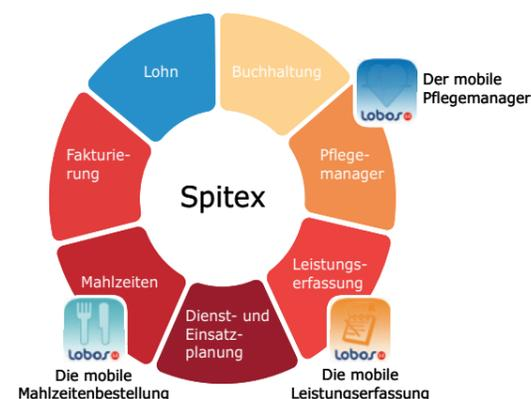 Lohn
Buchhaltung
Der mobile
Pflegemanager
Lobos
Fakturie-
rung
Pflege-
manager
Spitex
Mahlzeiten
Leistungs-
erfassung
Dienst- und
Einsatz-
planung
Lobos
Lobos
Die mobile
Mahlzeitenbestellung
Die mobile
Leistungserfassung